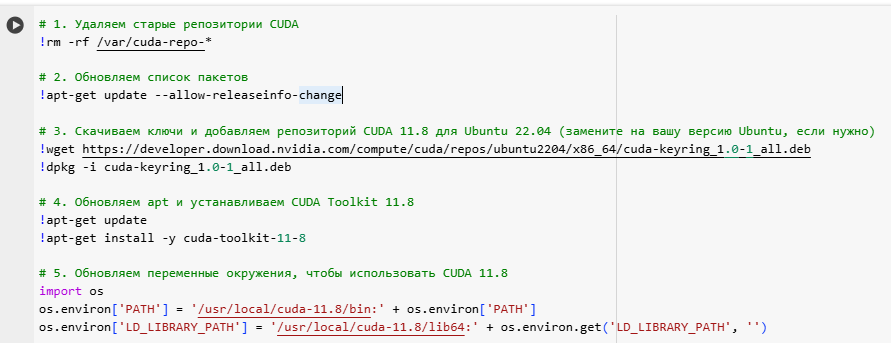 # 1. Удаляем старые репозитории CUDA
!rm -rf /var/cuda-repo-*
# 2. Обновляем список пакетов
!apt-get update --allow-releaseinfo-change
# 3. Скачиваем ключи и добавляем репозиторий CUDA 11.8 для Ubuntu 22.04 (замените на вашу версию Ubuntu, если нужно)
!wget https://developer.download.nvidia.com/compute/cuda/repos/ubuntu2204/x86_64/cuda-keyring_1.0-1_all.deb
!dpkg -i cuda-keyring_1.0-1_all.deb
# 4. Обновляем apt и устанавливаем CUDA Toolkit 11.8
!apt-get update
!apt-get install -y cuda-toolkit-11-8
# 5. Обновляем переменные окружения, чтобы использовать CUDA 11.8
import os
os.environ['PATH'] = '/usr/local/cuda-11.8/bin:' + os.environ['PATH']
os.environ['LD_LIBRARY_PATH'] = '/usr/local/cuda-11.8/lib64:' + os.environ.get('LD_LIBRARY_PATH', '')